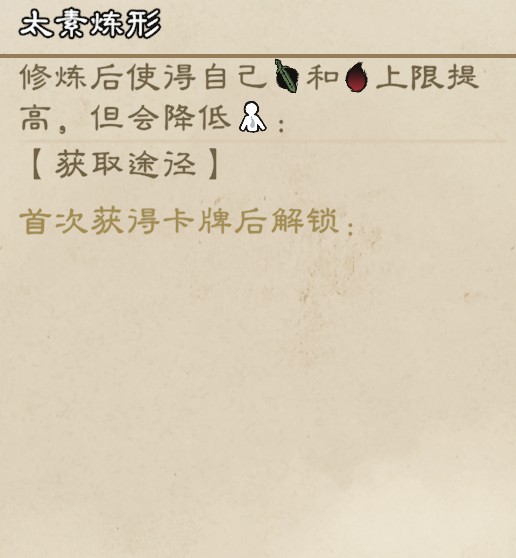 太素炼形
修炼后使得自己和上限提
高，但会降低：
【获取途径】
首次获得卡牌后解锁：